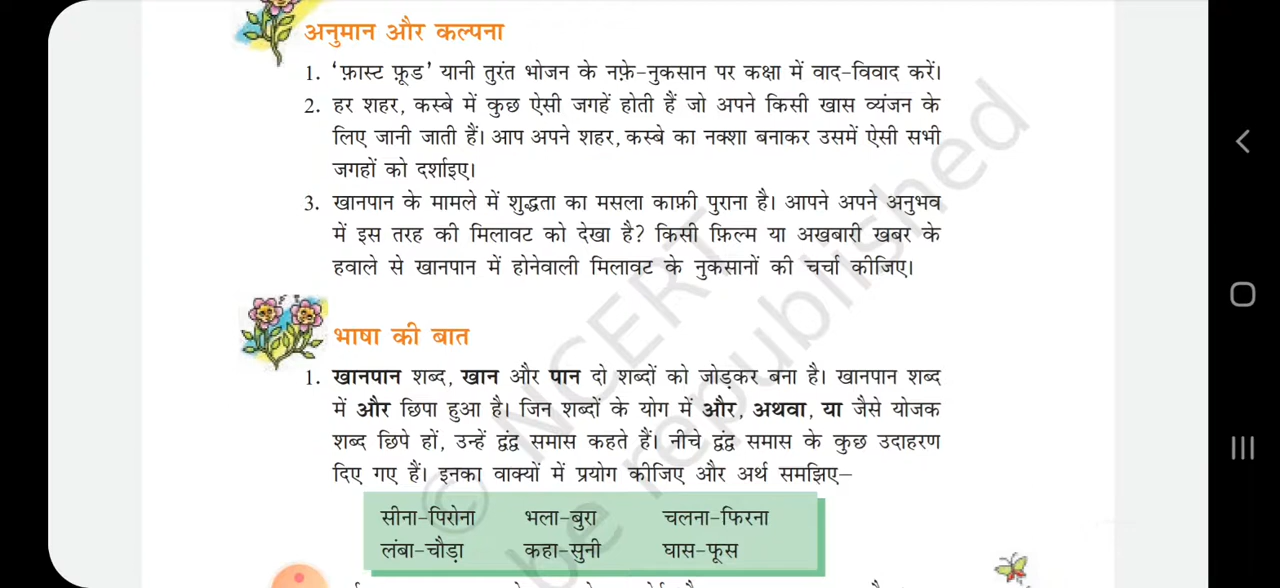 अनुमान और कल्पना
1. ‘फ़ास्ट फ़ूड’ यानी तुरंत भोजन के नफ़े-नुकसान पर कक्षा में वाद-विवाद करें।
2. हर शहर, कस्बे में कुछ ऐसी जगहें होती हैं जो अपने किसी खास व्यंजन के
लिए जानी जाती हैं। आप अपने शहर, कस्बे का नक्शा बनाकर उसमें ऐसी सभी
जगहों को दर्शाइए।
3. खानपान के मामले में शुद्धता का मसला काफ़ी पुराना है। आपने अपने अनुभव
में इस तरह की मिलावट को देखा है? किसी फ़िल्म या अखबारी खबर के
हवाले से खानपान में होनेवाली मिलावट के नुकसानों की चर्चा कीजिए।
भाषा की बात
1. खानपान शब्द, खान और पान दो शब्दों को जोड़कर बना है। खानपान शब्द
में और छिपा हुआ है। जिन शब्दों के योग में और, अथवा, या जैसे योजक
शब्द छिपे हों, उन्हें द्वंद्व समास कहते हैं। नीचे द्वंद्व समास के कुछ उदाहरण
दिए गए हैं। इनका वाक्यों में प्रयोग कीजिए और अर्थ समझिए–
सीना-पिरोना भला-बुरा चलना-फिरना
लंबा-चौड़ा कहा-सुनी घास-फूस
© NCERT
be republished